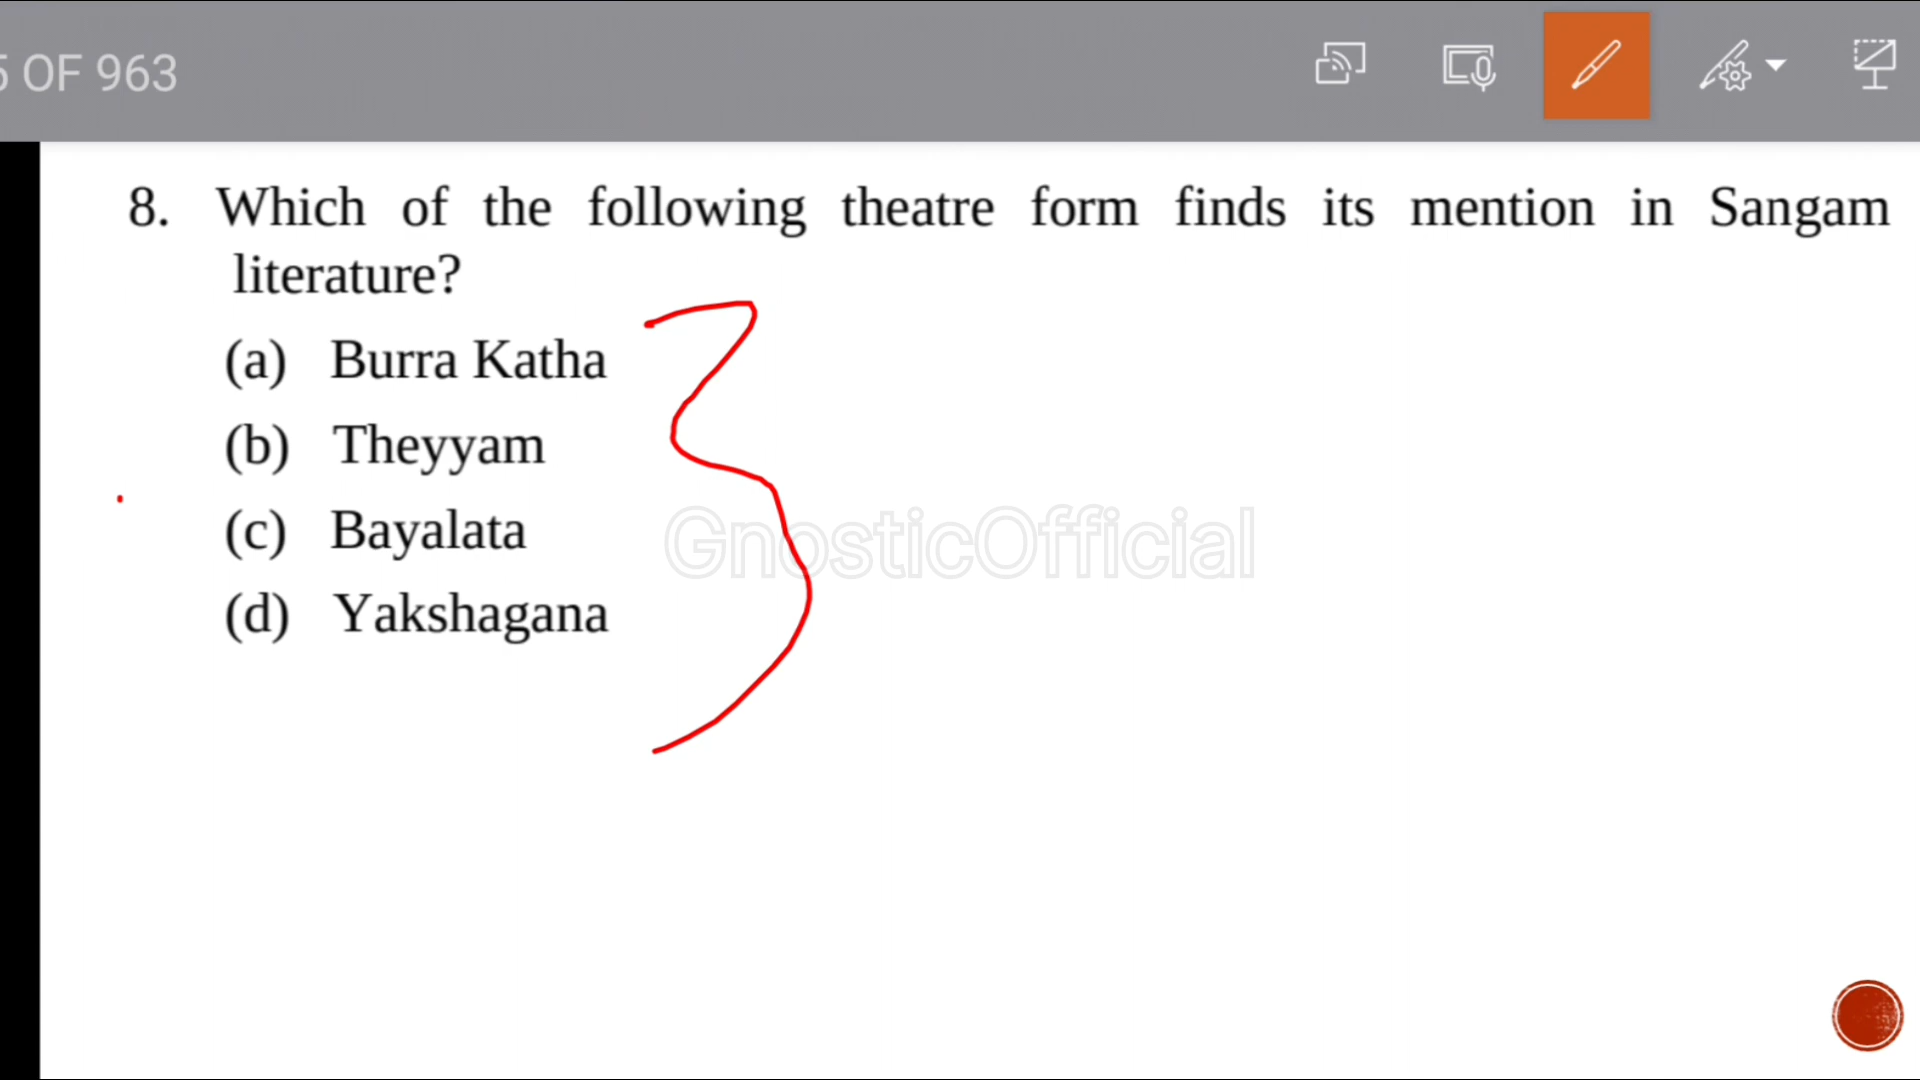 5 OF 963
8. Which of the following theatre form finds its mention in Sangam
literature?
(a) Burra Katha
(b) Theyyam
(c) Bayalata
(d) Yakshagana
GnosticOfficial